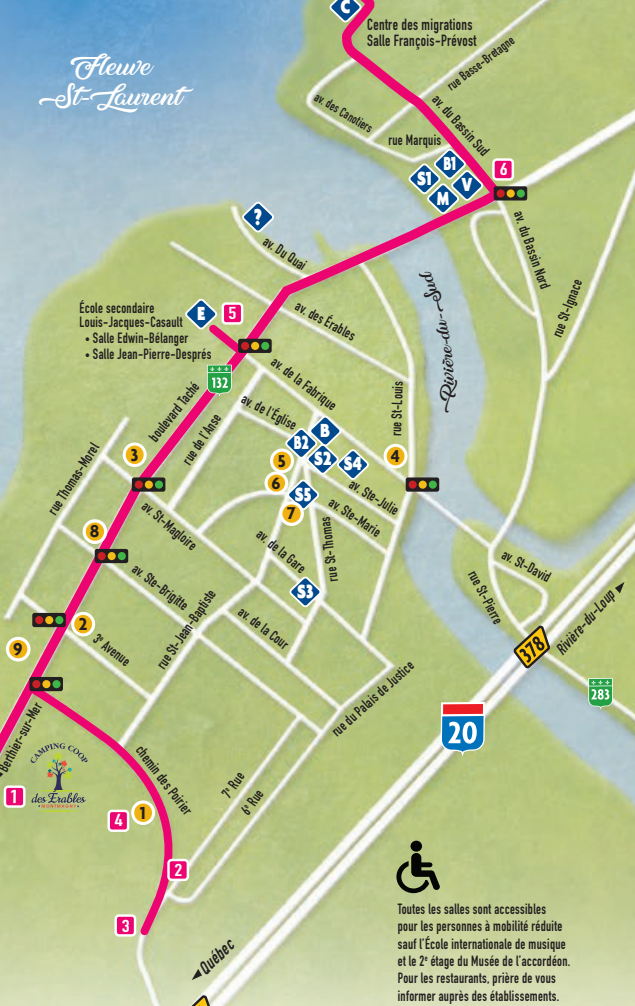 C
Centre des migrations
Salle François-Prévost
Fleuve
St-Laurent
rue Basse-Bretagne
av. des Canotiers
av. du Bassin Sud
rue Marquis
B1
S1
V
M
6
?
av. Du Quai
av. du Bassin Nord
rue St-Ignace
Rivière-du-Sud
École secondaire
Louis-Jacques-Casault
• Salle Edwin-Bélanger
• Salle Jean-Pierre-Després
E
5
av. des Érables
132
boulevard Taché
rue de l'Anse
av. de la Fabrique
av. de l'Église
rue St-Louis
B
B2
S2
S4
5
4
6
S5
7
3
rue Thomas-Morel
av. St-Magloire
av. Ste-Julie
av. Ste-Marie
8
av. de la Gare
rue St-Thomas
av. St-David
rue St-Pierre
av. Ste-Brigitte
rue St-Jean-Baptiste
S3
2
9
3e Avenue
av. de la Cour
378
Rivière-du-Loup
283
rue du Palais de Justice
20
Berthier-sur-Mer
CAMPING COOP
des Érables
MONTMAGNY
1
chemin des Poirier
4
1
7e Rue
6e Rue
2
3
Québec
Toutes les salles sont accessibles
pour les personnes à mobilité réduite
sauf l'École internationale de musique
et le 2e étage du Musée de l'accordéon.
Pour les restaurants, prière de vous
informer auprès des établissements.